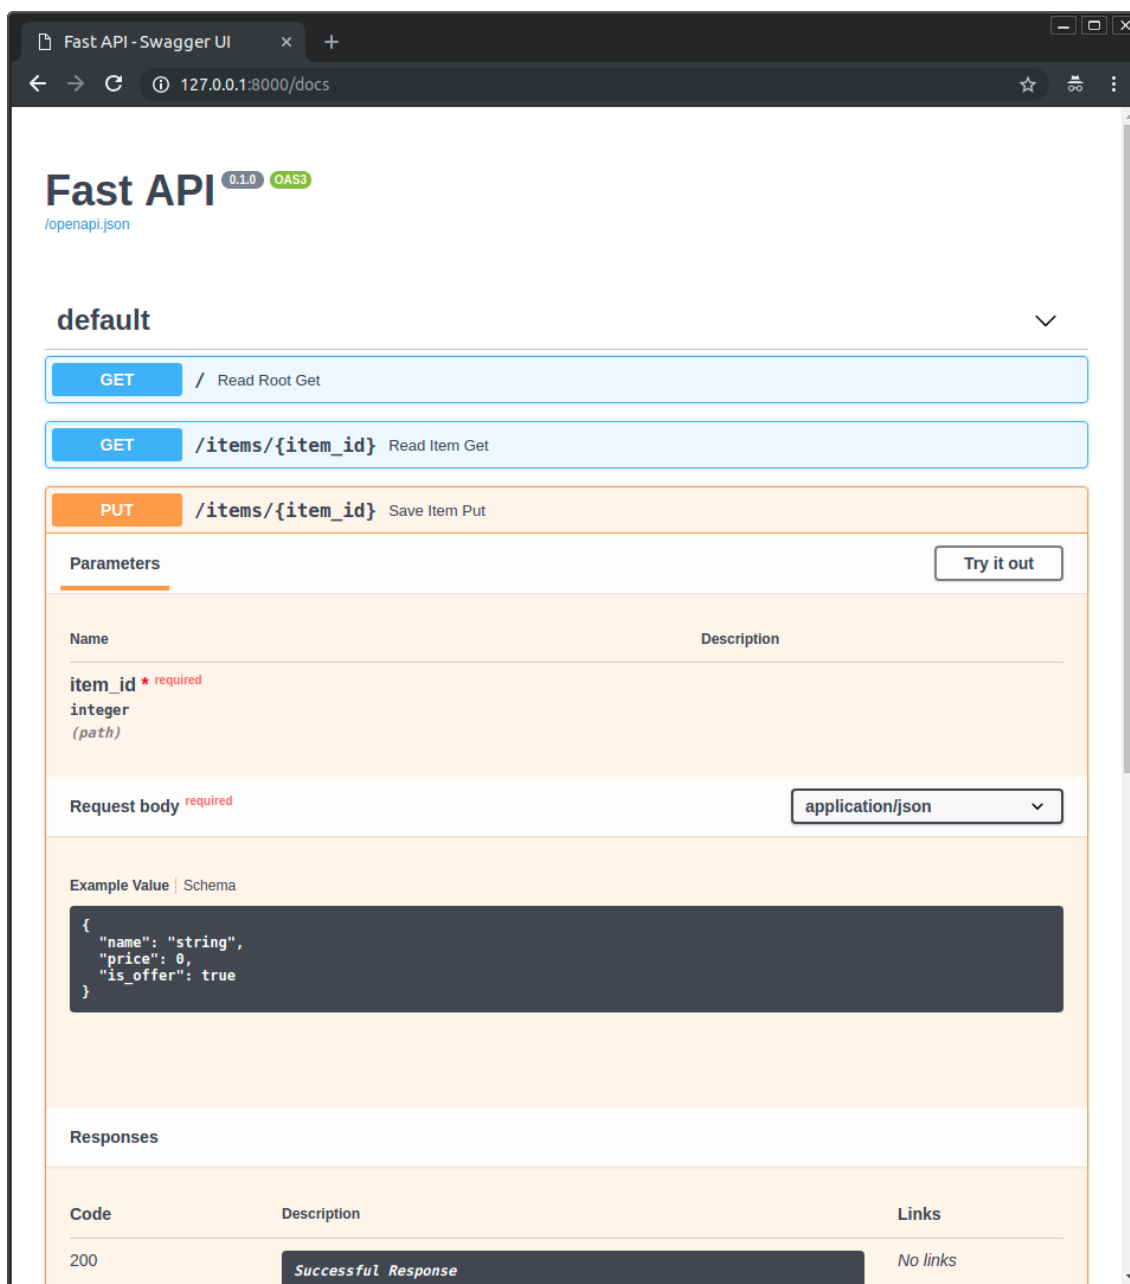 Fast API - Swagger UI
127.0.0.1:8000/docs
Fast API 0.1.0 OAS3
/openapi.json
default
GET / Read Root Get
GET /items/{item_id} Read Item Get
PUT /items/{item_id} Save Item Put
Parameters Try it out
Name Description
item_id * required
integer
(path)
Request body required application/json
Example Value Schema
{
"name": "string",
"price": 0,
"is_offer": true
}
Responses
Code Description Links
200 Successful Response No links